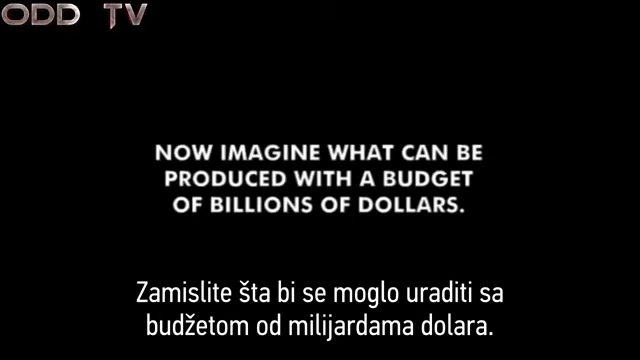 ODD TV
NOW IMAGINE WHAT CAN BE
PRODUCED WITH A BUDGET
OF BILLIONS OF DOLLARS.
Zamislite šta bi se moglo uraditi sa
budžetom od milijardama dolara.